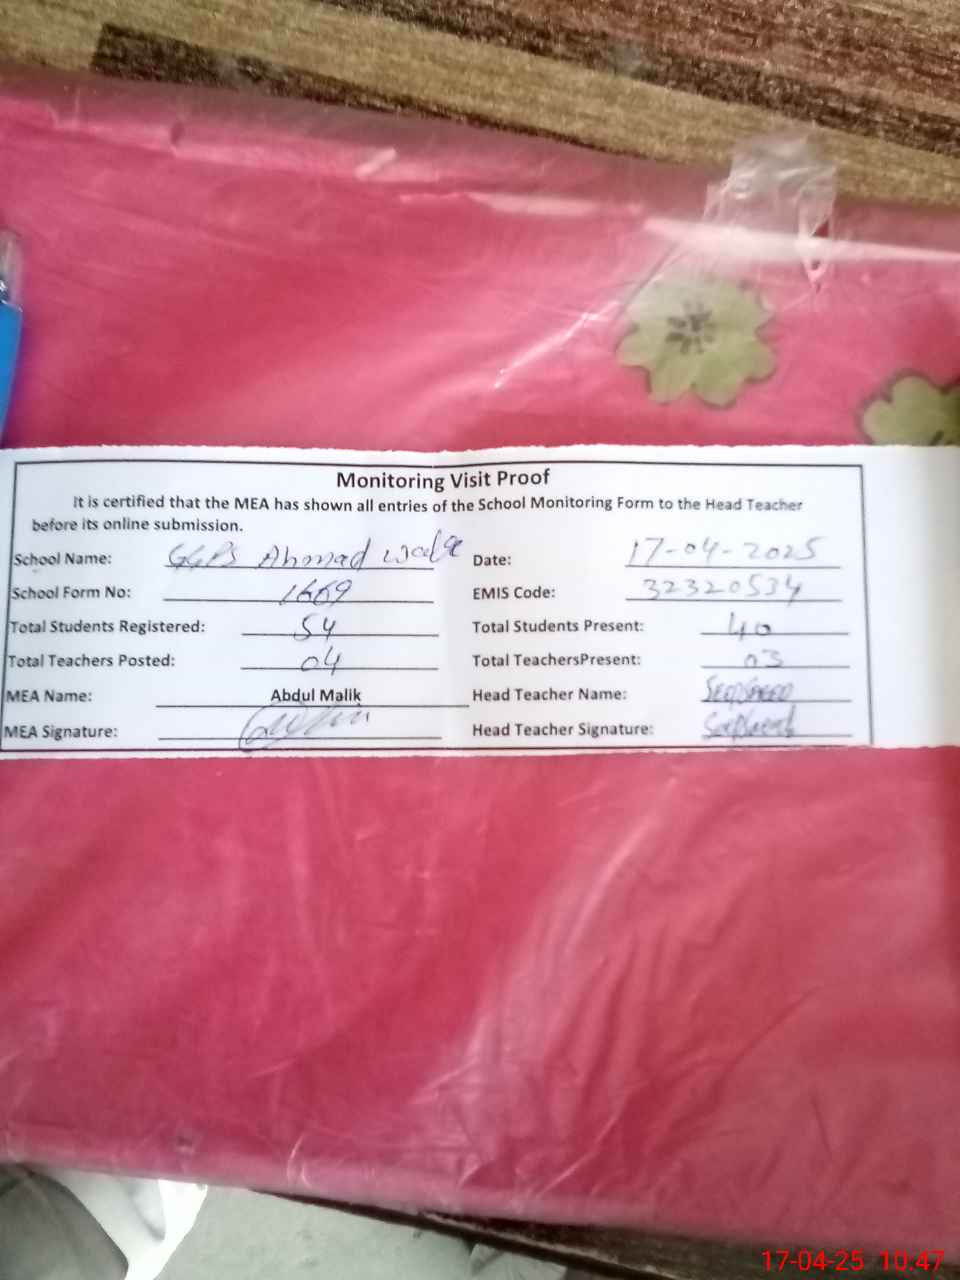 Monitoring Visit Proof
It is certified that the MEA has shown all entries of the School Monitoring Form to the Head Teacher
before its online submission.
School Name: GGPS Ahmad Date: 17-04-2025
School Form No: 1669 EMIS Code: 32320534
Total Students Registered: 54 Total Students Present: 40
Total Teachers Posted: 04 Total TeachersPresent: 03
MEA Name: Abdul Malik Head Teacher Name:
MEA Signature: Head Teacher Signature:
17-04-25 10:47